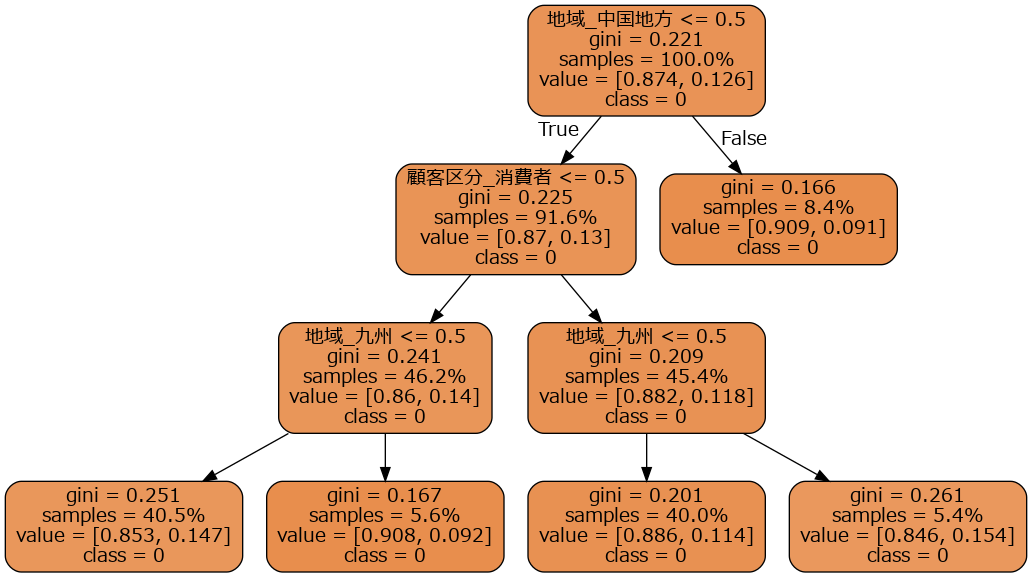 地域_中国地方 <= 0.5
gini = 0.221
samples = 100.0%
value = [0.874, 0.126]
class = 0
True
False
顧客区分_消費者 <= 0.5
gini = 0.225
samples = 91.6%
value = [0.87, 0.13]
class = 0
gini = 0.166
samples = 8.4%
value = [0.909, 0.091]
class = 0
地域_九州 <= 0.5
gini = 0.241
samples = 46.2%
value = [0.86, 0.14]
class = 0
地域_九州 <= 0.5
gini = 0.209
samples = 45.4%
value = [0.882, 0.118]
class = 0
gini = 0.251
samples = 40.5%
value = [0.853, 0.147]
class = 0
gini = 0.167
samples = 5.6%
value = [0.908, 0.092]
class = 0
gini = 0.201
samples = 40.0%
value = [0.886, 0.114]
class = 0
gini = 0.261
samples = 5.4%
value = [0.846, 0.154]
class = 0